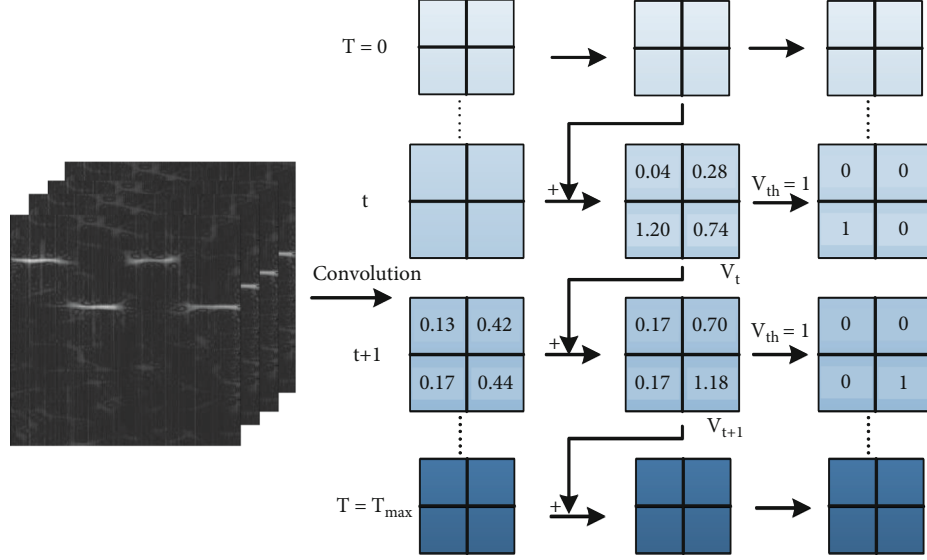 T = 0
t
+
0.04 0.28
1.20 0.74
V_th = 1
0 0
1 0
Convolution
V_t
t+1
0.13 0.42
0.17 0.44
+
0.17 0.70
0.17 1.18
V_th = 1
0 0
0 1
V_t+1
T = T_max
+